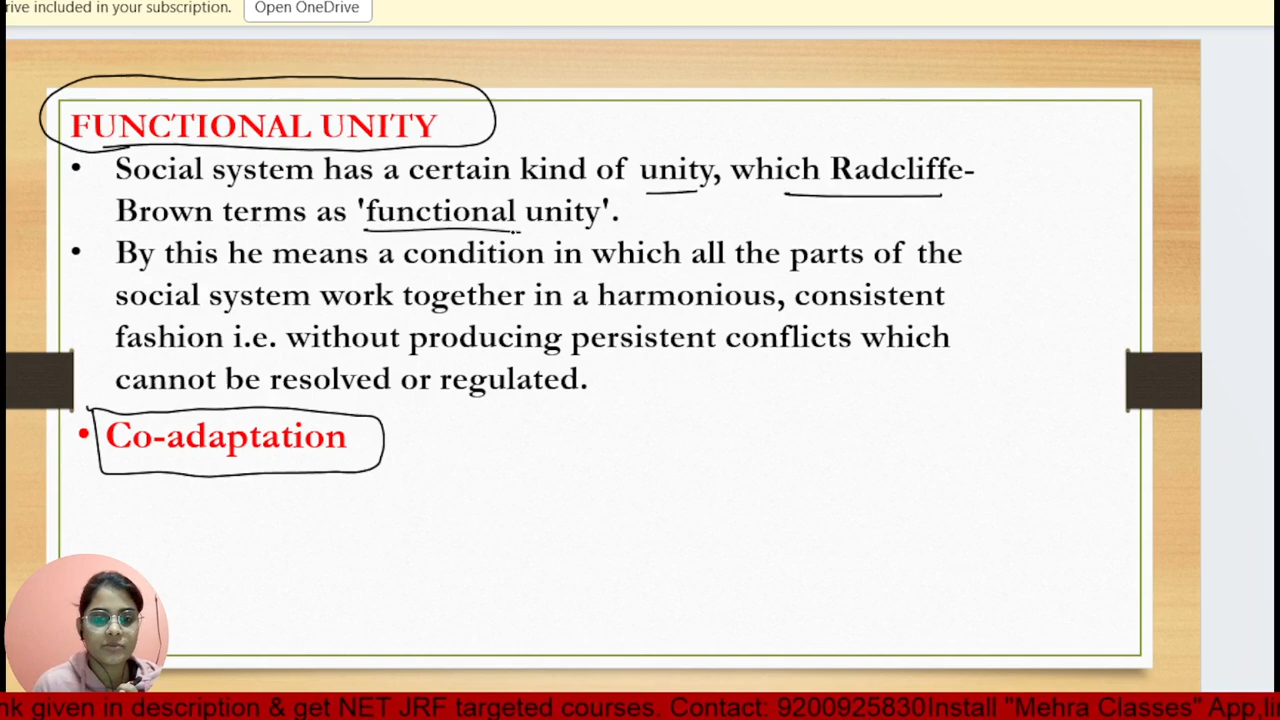 rive included in your subscription. Open OneDrive
FUNCTIONAL UNITY
• Social system has a certain kind of unity, which Radcliffe-
Brown terms as 'functional unity'.
• By this he means a condition in which all the parts of the
social system work together in a harmonious, consistent
fashion i.e. without producing persistent conflicts which
cannot be resolved or regulated.
• Co-adaptation
nk given in description & get NET JRF targeted courses. Contact: 9200925830Install "Mehra Classes" App,li